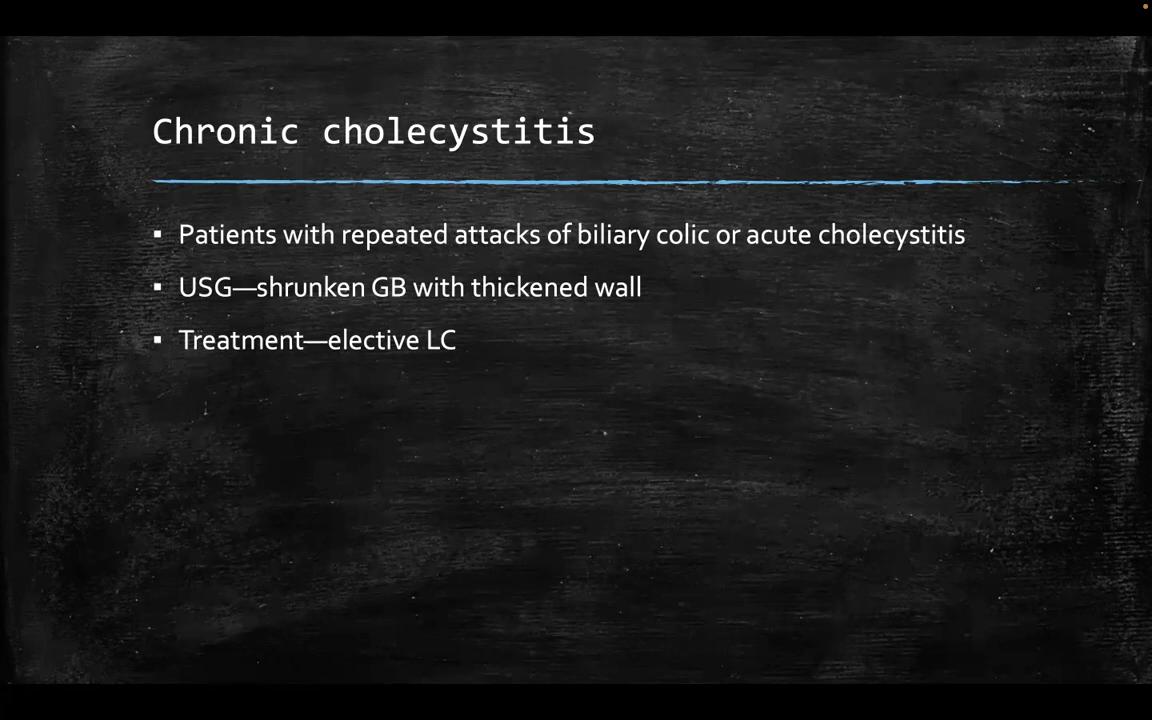 Chronic cholecystitis
▪ Patients with repeated attacks of biliary colic or acute cholecystitis
▪ USG—shrunken GB with thickened wall
▪ Treatment—elective LC